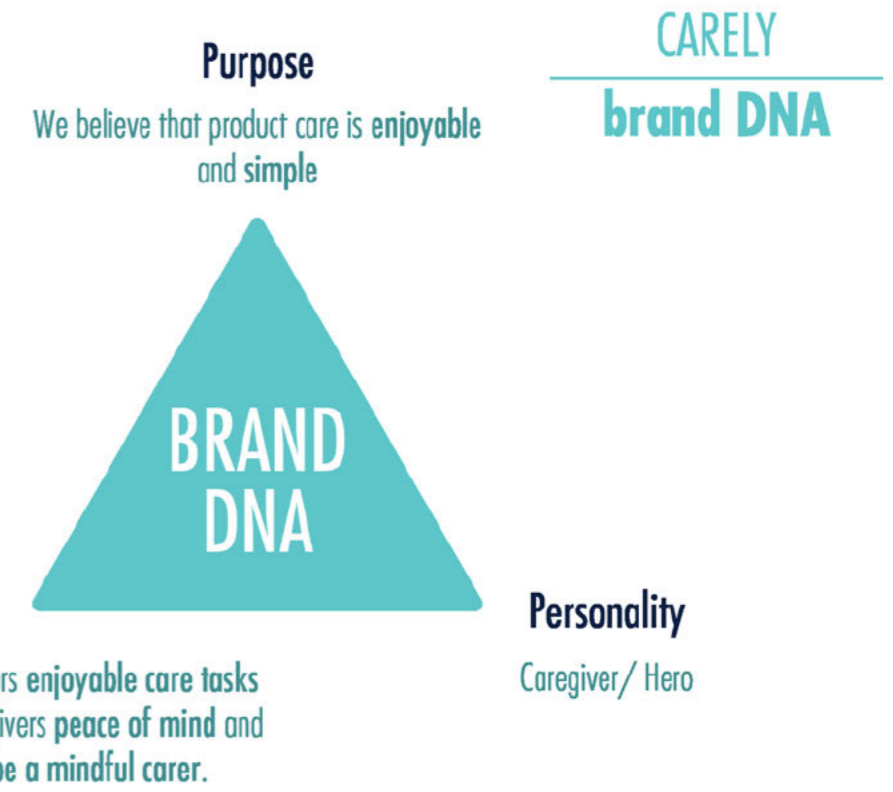 CARELY
brand DNA
Purpose
We believe that product care is enjoyable
and simple
BRAND
DNA
Personality
Caregiver/ Hero
enjoyable care tasks
peace of mind and
a mindful carer.